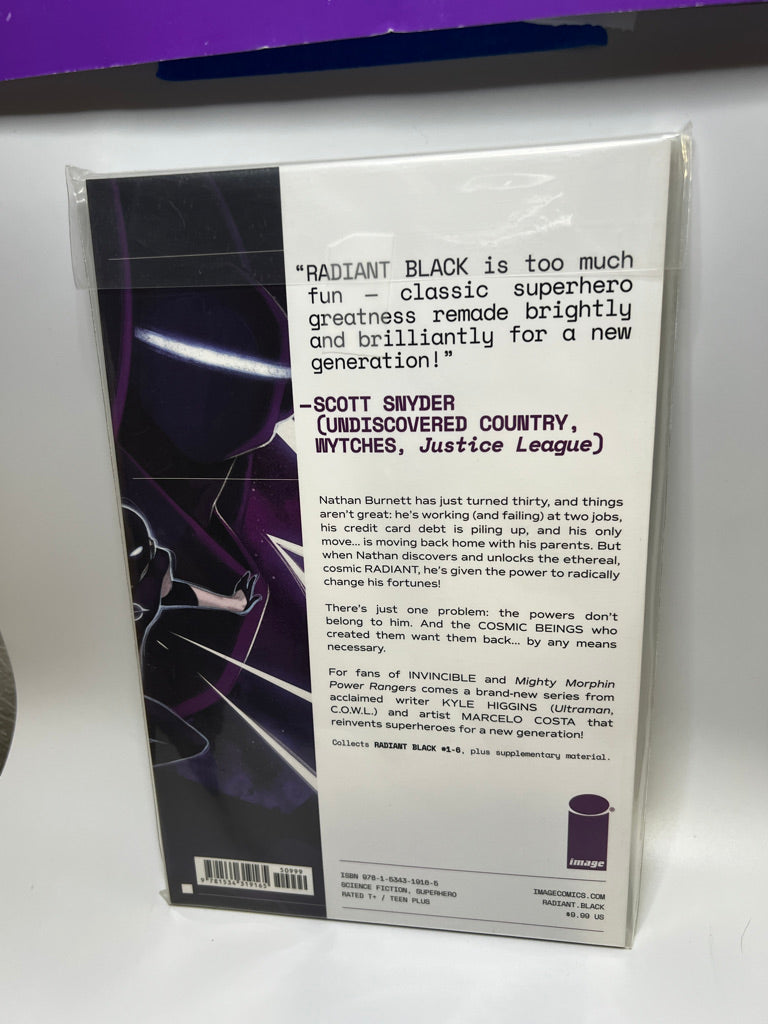 “RADIANT BLACK is too much
fun – classic superhero
greatness remade brightly
and brilliantly for a new
generation!”
–SCOTT SNYDER
(UNDISCOVERED COUNTRY,
WYTCHES, Justice League)
Nathan Burnett has just turned thirty, and things
aren’t great: he’s working (and failing) at two jobs,
his credit card debt is piling up, and his only
move... is moving back home with his parents. But
when Nathan discovers and unlocks the ethereal,
cosmic RADIANT, he’s given the power to radically
change his fortunes!
There’s just one problem: the powers don’t
belong to him. And the COSMIC BEINGS who
created them want them back... by any means
necessary.
For fans of INVINCIBLE and Mighty Morphin
Power Rangers comes a brand-new series from
acclaimed writer KYLE HIGGINS (Ultraman,
C.O.W.L.) and artist MARCELO COSTA that
reinvents superheroes for a new generation!
Collects RADIANT BLACK #1-6, plus supplementary material.
image
50999
9 781534 319165
ISBN 978-1-5343-1916-5
SCIENCE FICTION, SUPERHERO
RATED T+ / TEEN PLUS
IMAGECOMICS.COM
RADIANT.BLACK
$9.99 US